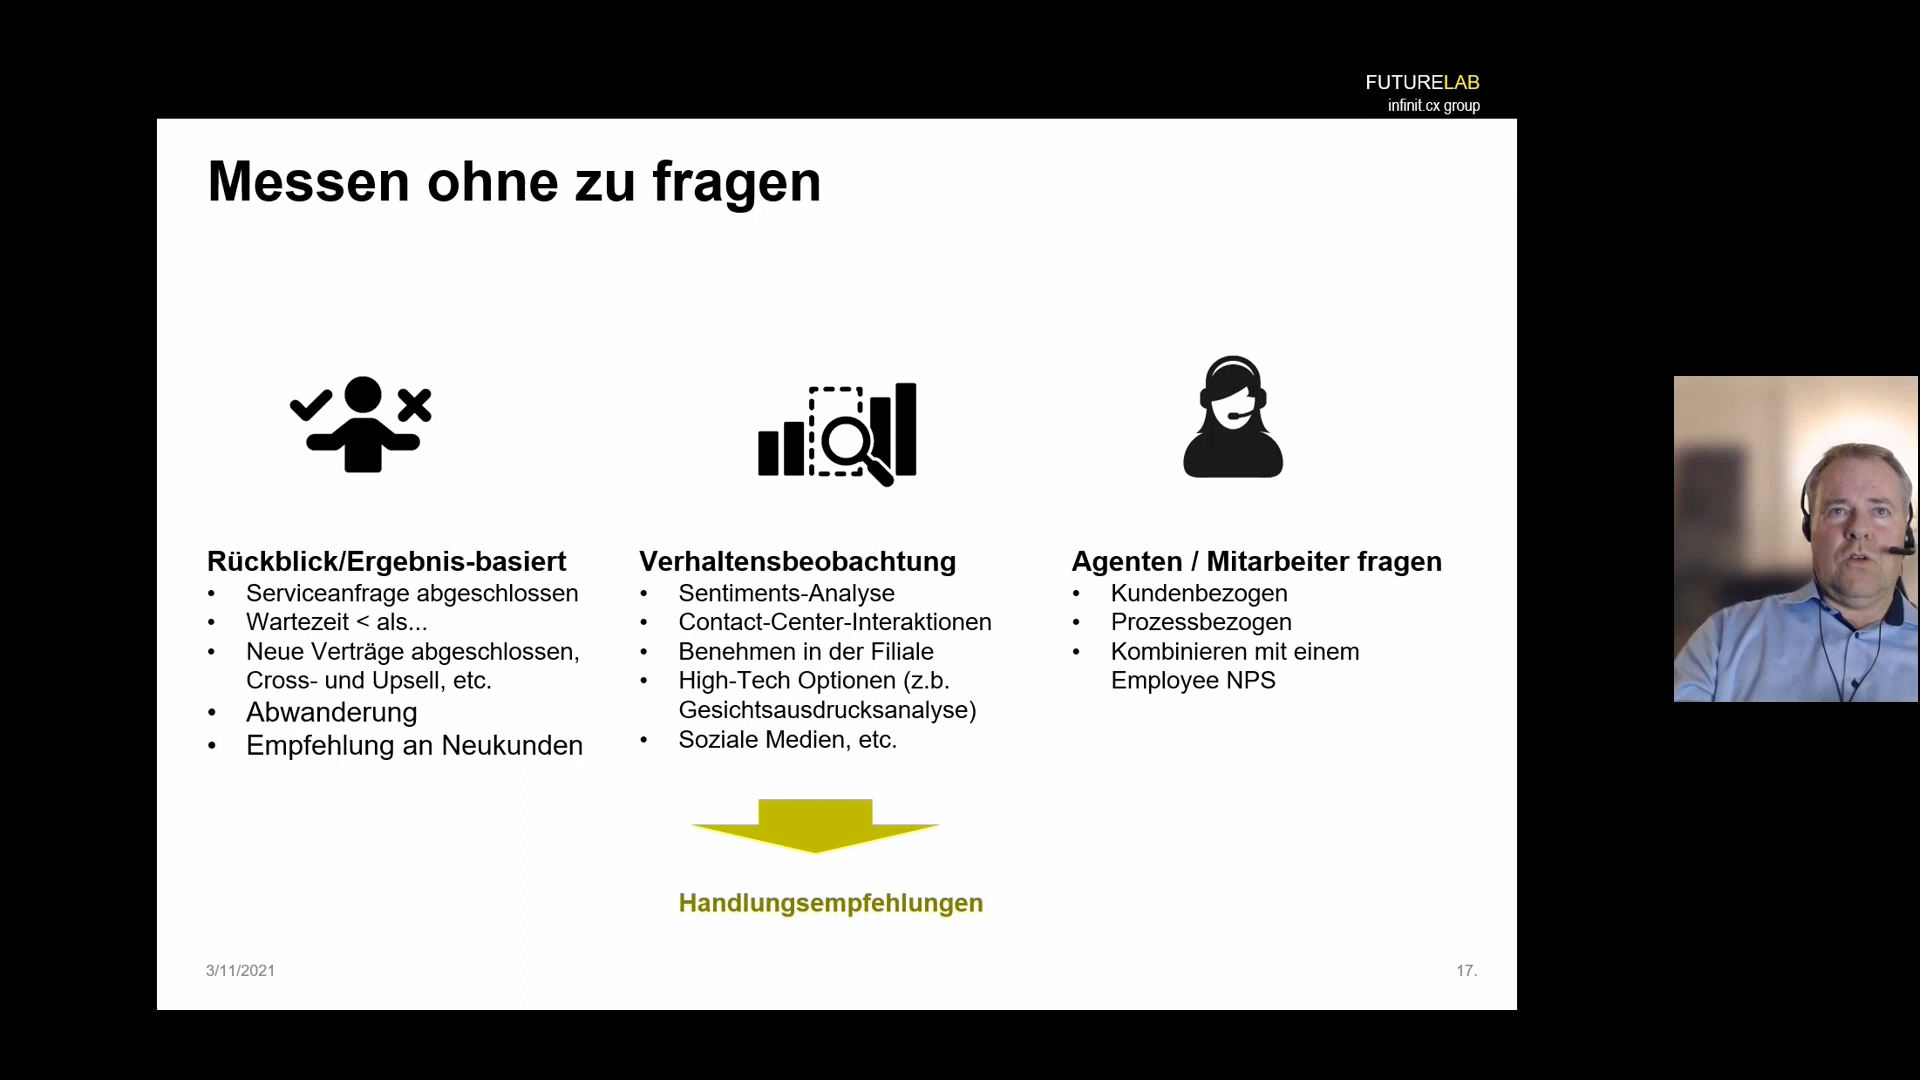 FUTURELAB
infinit.cx group
Messen ohne zu fragen
Rückblick/Ergebnis-basiert
• Serviceanfrage abgeschlossen
• Wartezeit < als...
• Neue Verträge abgeschlossen,
Cross- und Upsell, etc.
• Abwanderung
• Empfehlung an Neukunden
Verhaltensbeobachtung
• Sentiments-Analyse
• Contact-Center-Interaktionen
• Benehmen in der Filiale
• High-Tech Optionen (z.b.
Gesichtsausdrucksanalyse)
• Soziale Medien, etc.
Agenten / Mitarbeiter fragen
• Kundenbezogen
• Prozessbezogen
• Kombinieren mit einem
Employee NPS
Handlungsempfehlungen
3/11/2021
17.